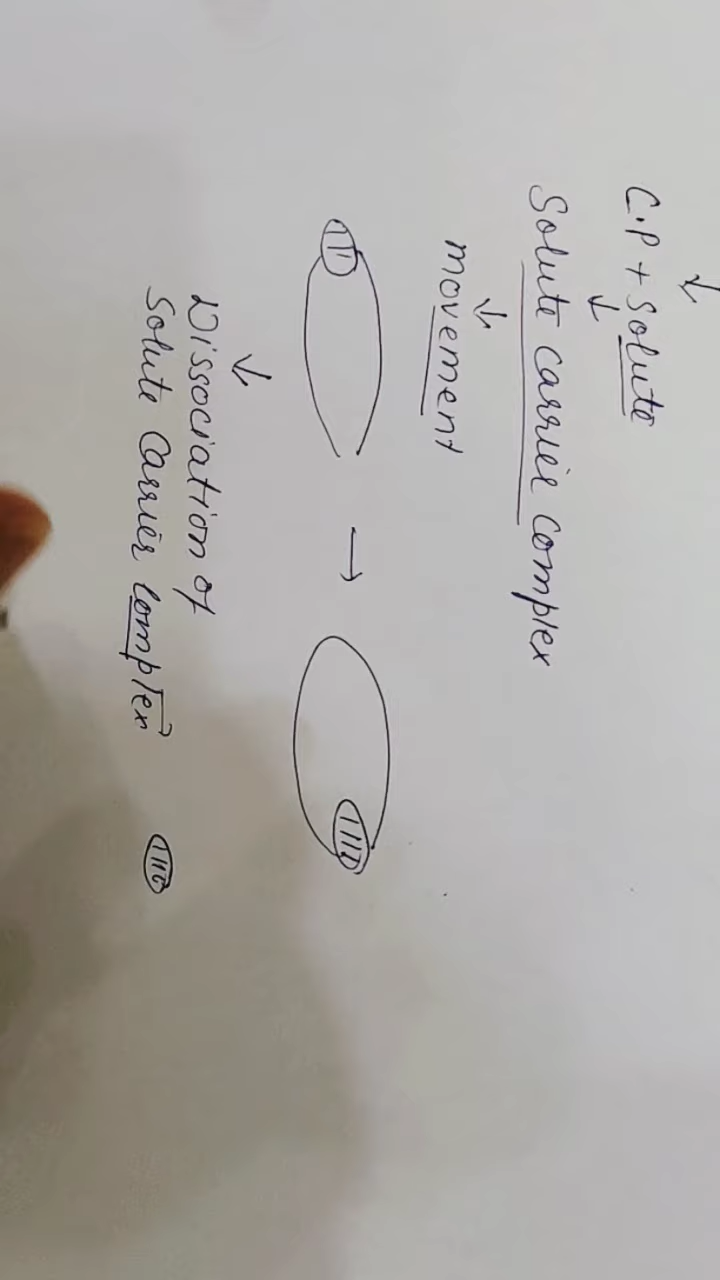 ↓
C.P + Solute
↓
Solute carrier complex
↓
movement
→
↓
Dissociation of
Solute Carrier Complex